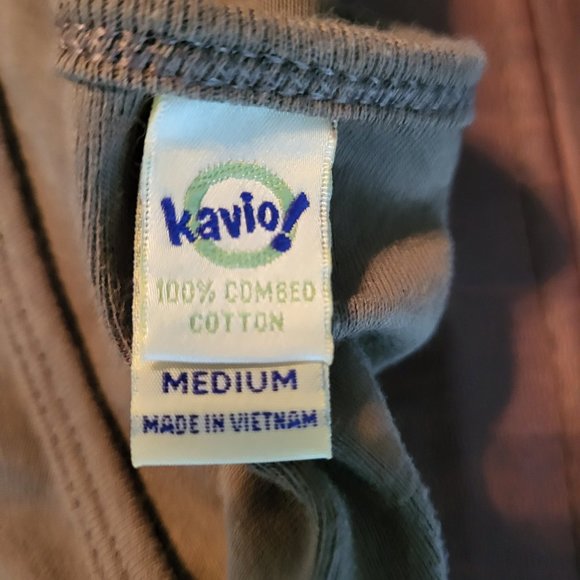 kavio!
100% COMBED
COTTON
MEDIUM
MADE IN VIETNAM